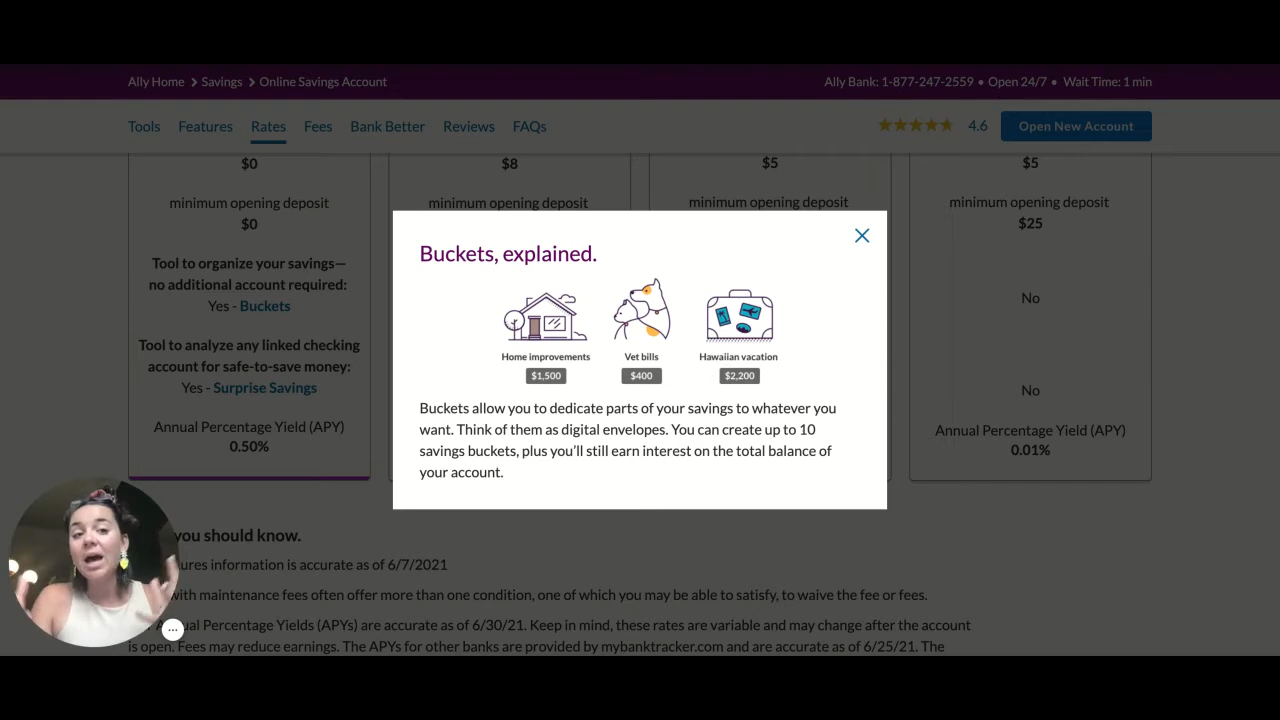 Ally Home > Savings > Online Savings Account
Ally Bank: 1-877-247-2559 • Open 24/7 • Wait Time: 1 min
Tools Features Rates Fees Bank Better Reviews FAQs
4.6
Open New Account
$0
$8
$5
$5
minimum opening deposit
minimum opening deposit
minimum opening deposit
minimum opening deposit
$0
$25
Tool to organize your savings—
no additional account required:
Yes - Buckets
No
Tool to analyze any linked checking
account for safe-to-save money:
Yes - Surprise Savings
No
Annual Percentage Yield (APY)
0.50%
Annual Percentage Yield (APY)
0.01%
Buckets, explained.
Home improvements
$1,500
Vet bills
$400
Hawaiian vacation
$2,200
Buckets allow you to dedicate parts of your savings to whatever you
want. Think of them as digital envelopes. You can create up to 10
savings buckets, plus you'll still earn interest on the total balance of
your account.
you should know.
information is accurate as of 6/7/2021
with maintenance fees often offer more than one condition, one of which you may be able to satisfy, to waive the fee or fees.
Percentage Yields (APYs) are accurate as of 6/30/21. Keep in mind, these rates are variable and may change after the account
is open. Fees may reduce earnings. The APYs for other banks are provided by mybanktracker.com and are accurate as of 6/25/21. The